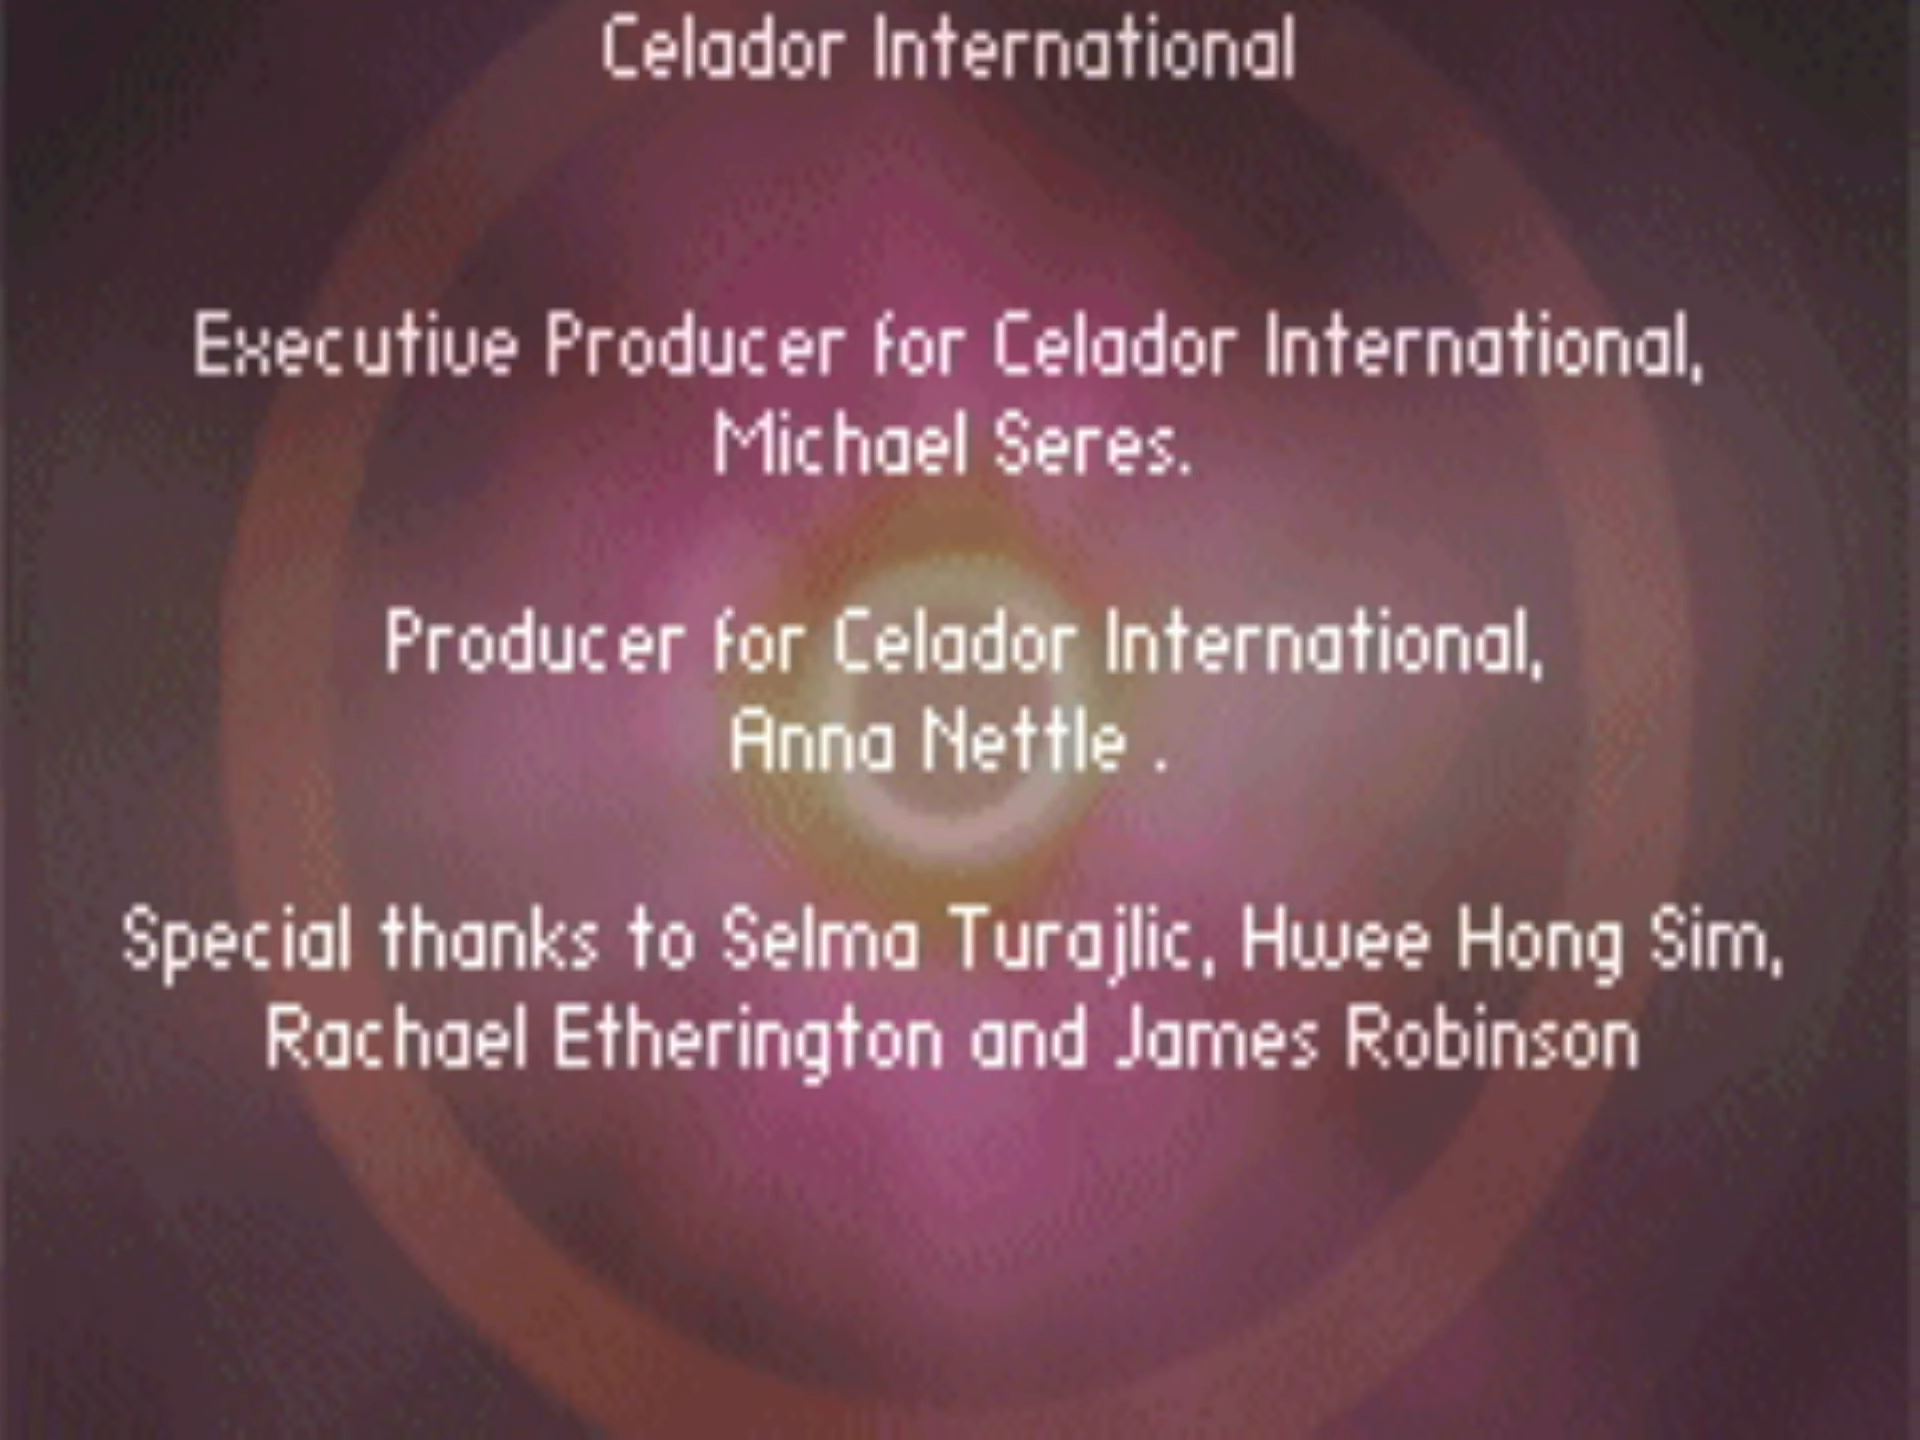 Celador International
Executive Producer for Celador International,
Michael Seres.
Producer for Celador International,
Anna Nettle .
Special thanks to Selma Turajlic, Hwee Hong Sim,
Rachael Etherington and James Robinson